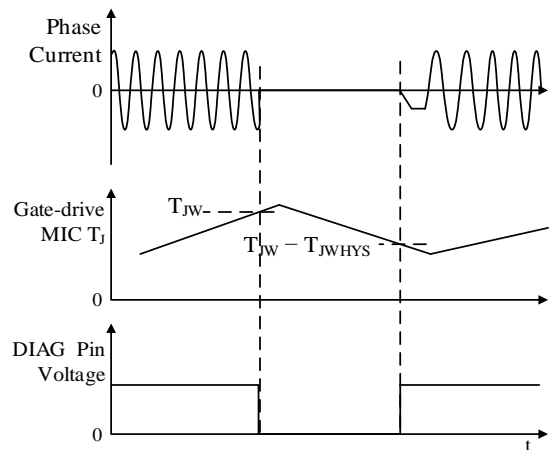 Phase
Current
0
Gate-drive
MIC TJ
TJW
TJW − TJWHYS
0
DIAG Pin
Voltage
0
t